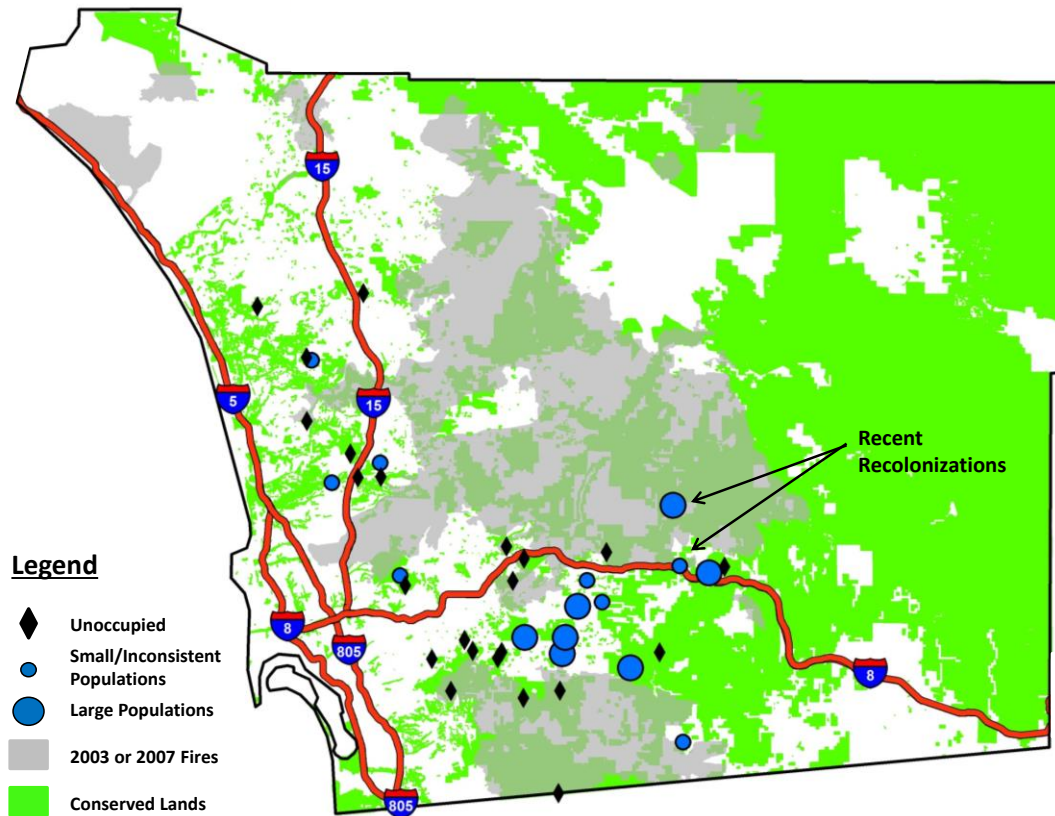 15
5
15
Recent
Recolonizations
Legend
Unoccupied
Small/Inconsistent
Populations
Large Populations
2003 or 2007 Fires
Conserved Lands
8
805
8
805